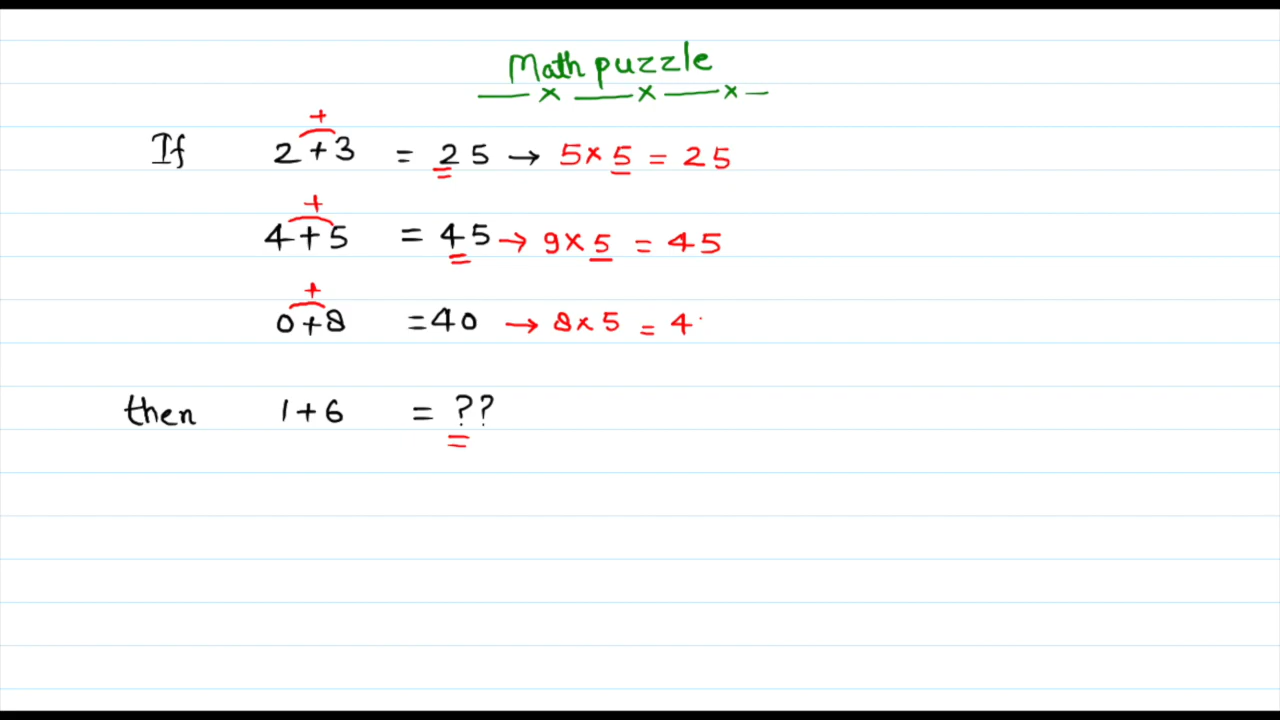 Math puzzle
If 2+3 = 25 → 5×5 = 25
4+5 = 45 → 9×5 = 45
0+8 =40 → 8×5 = 4
then 1+6 = ??